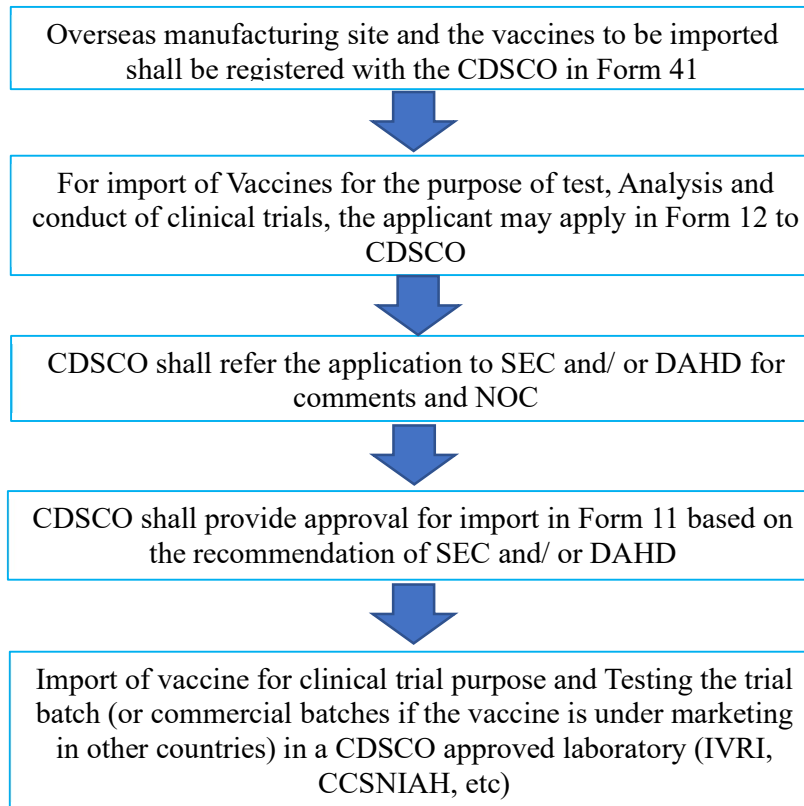 Overseas manufacturing site and the vaccines to be imported
shall be registered with the CDSCO in Form 41
For import of Vaccines for the purpose of test, Analysis and
conduct of clinical trials, the applicant may apply in Form 12 to
CDSCO
CDSCO shall refer the application to SEC and/ or DAHD for
comments and NOC
CDSCO shall provide approval for import in Form 11 based on
the recommendation of SEC and/ or DAHD
Import of vaccine for clinical trial purpose and Testing the trial
batch (or commercial batches if the vaccine is under marketing
in other countries) in a CDSCO approved laboratory (IVRI,
CCSNIAH, etc)